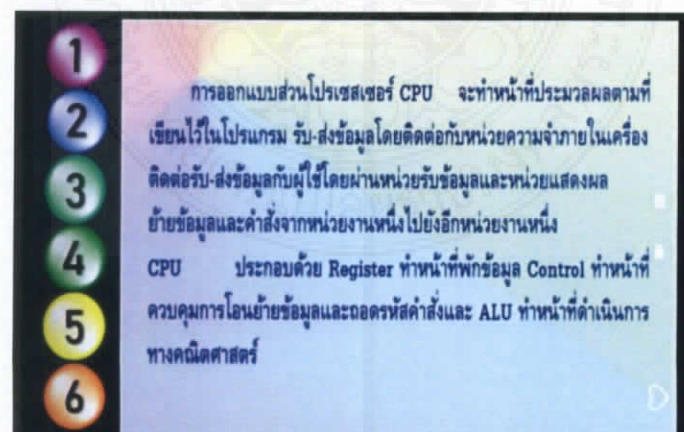 1
2
3
4
5
6
การออกแบบส่วนโปรเซสเซอร์ CPU จะทำหน้าที่ประมวลผลตามที่
เขียนไว้ในโปรแกรม รับ-ส่งข้อมูลโดยติดต่อกับหน่วยความจำภายในเครื่อง
ติดต่อรับ-ส่งข้อมูลกับผู้ใช้โดยผ่านหน่วยรับข้อมูลและหน่วยแสดงผล
ย้ายข้อมูลและคำสั่งจากหน่วยงานหนึ่งไปยังอีกหน่วยงานหนึ่ง
CPU ประกอบด้วย Register ทำหน้าที่พักข้อมูล Control ทำหน้าที่
ควบคุมการโอนย้ายข้อมูลและถอดรหัสคำสั่งและ ALU ทำหน้าที่ดำเนินการ
ทางคณิตศาสตร์